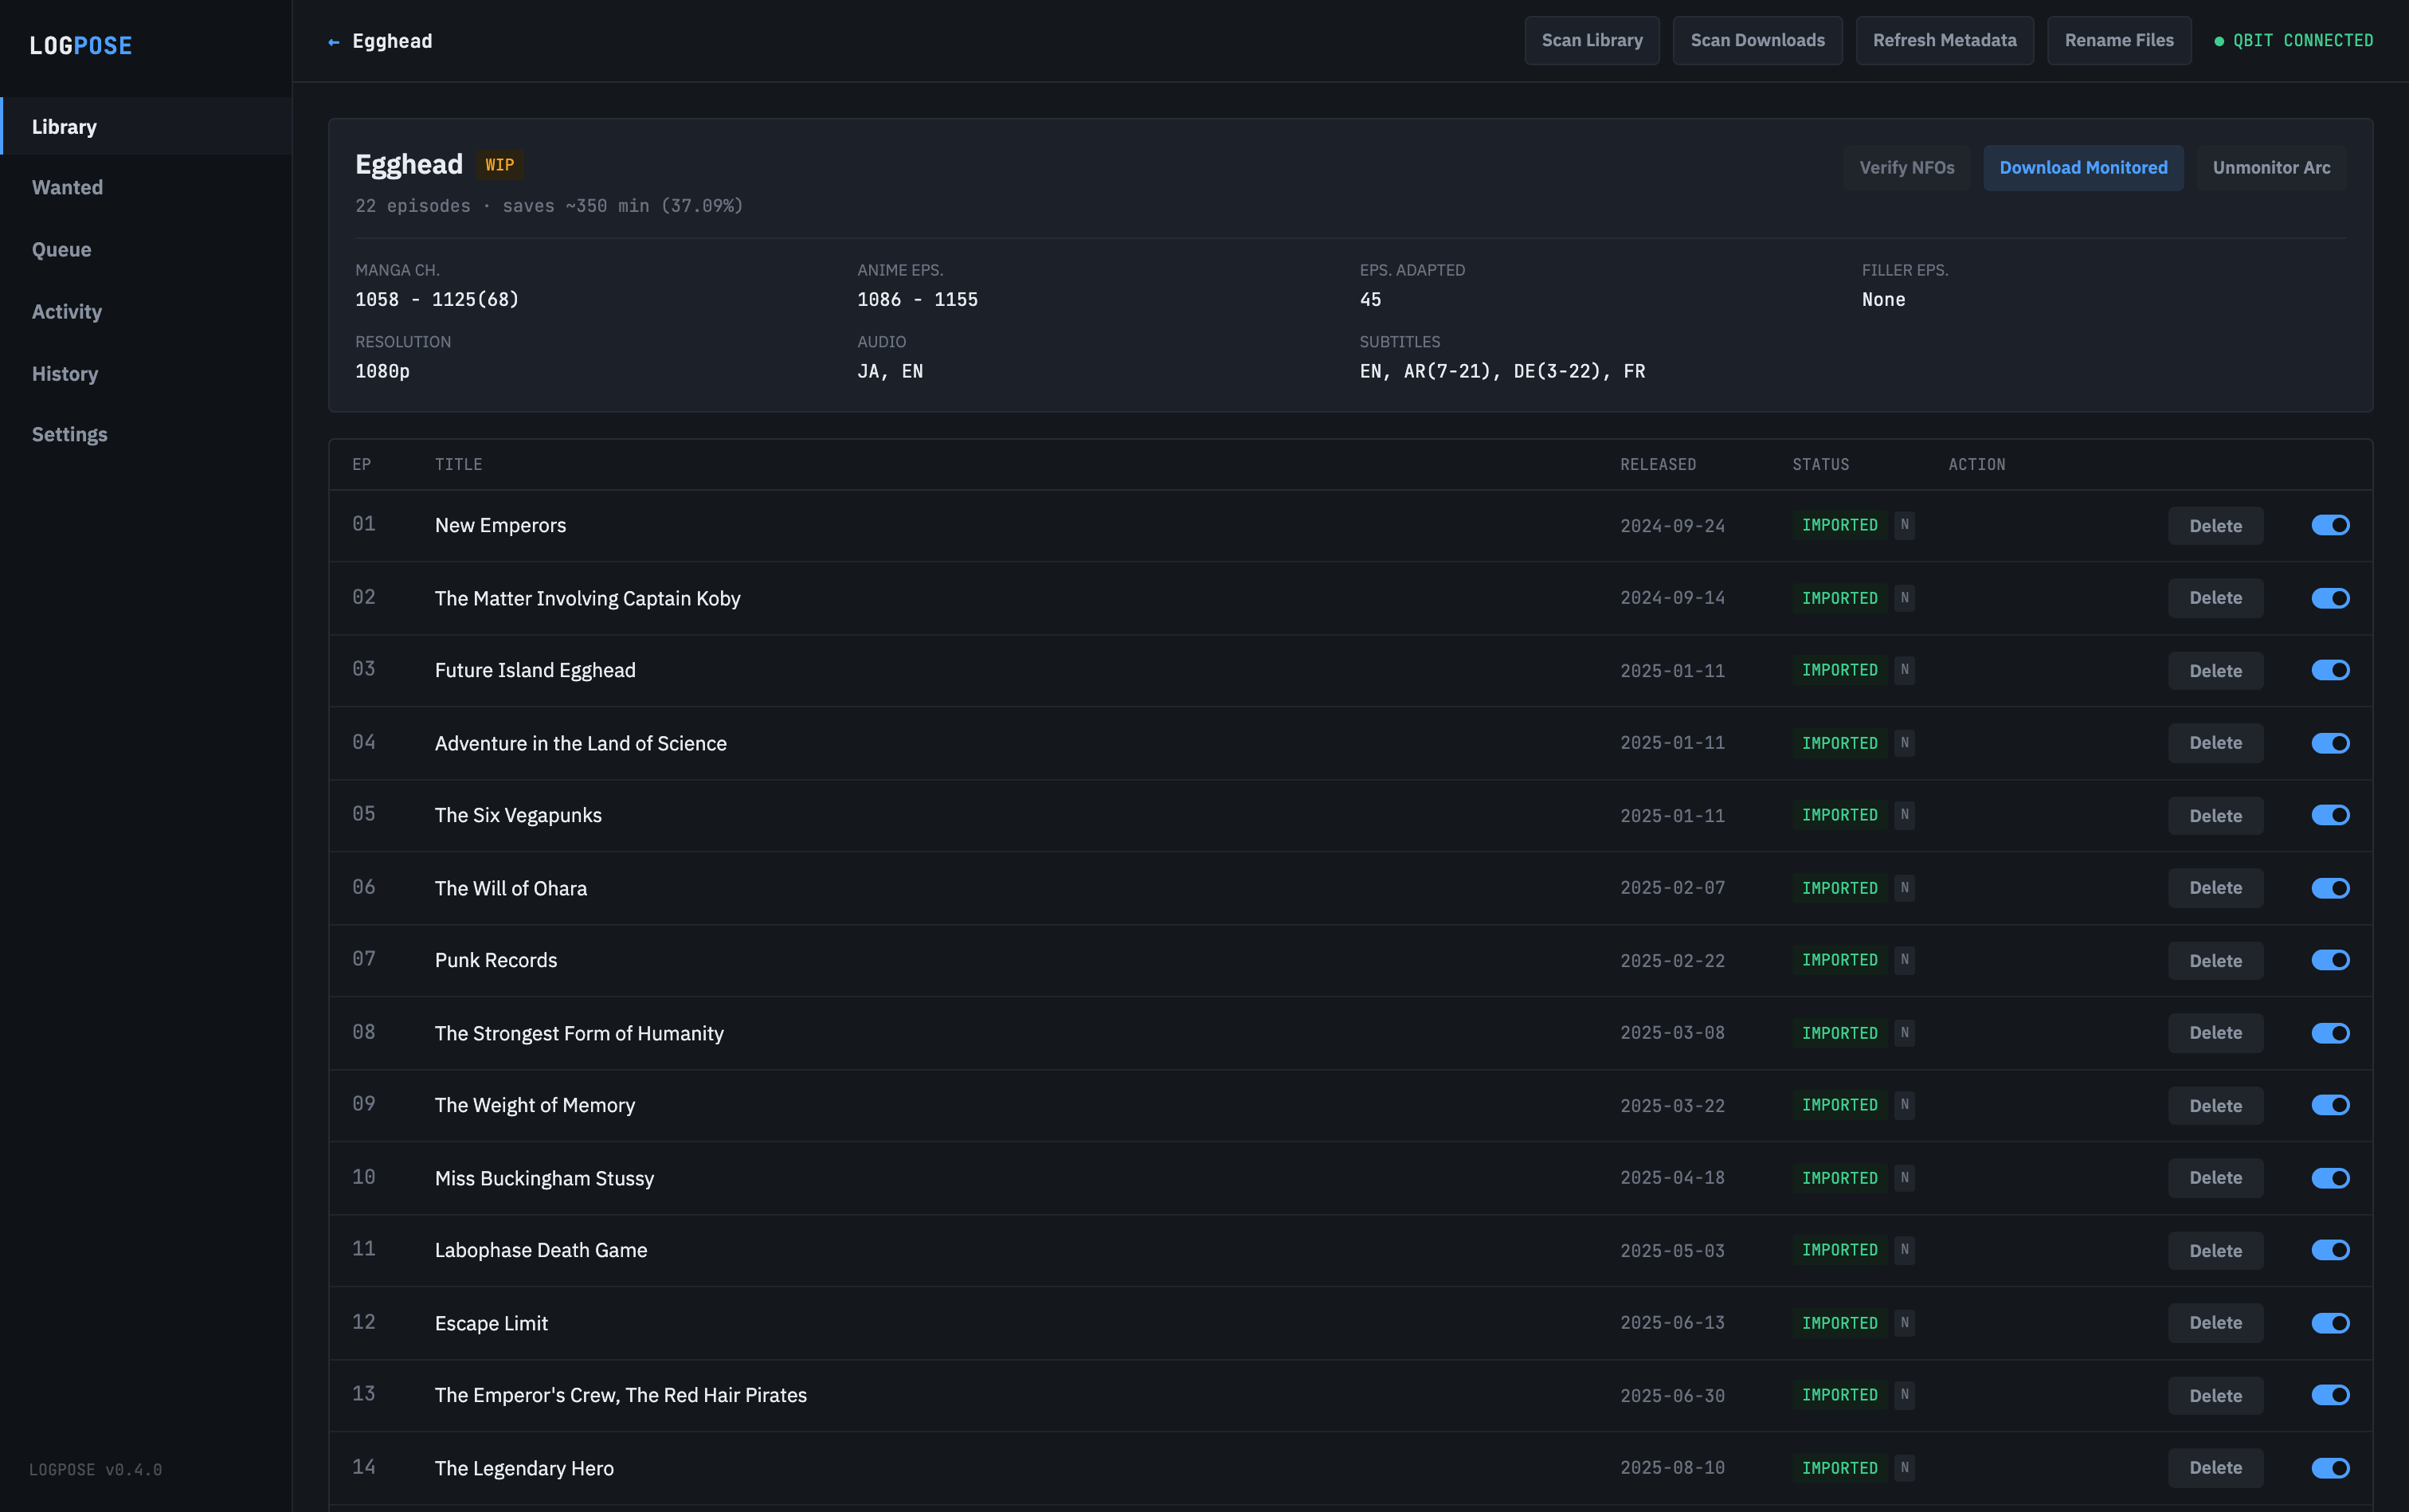 LOGPOSE
← Egghead
Scan Library
Scan Downloads
Refresh Metadata
Rename Files
QBIT CONNECTED
Library
Wanted
Queue
Activity
History
Settings
Egghead WIP
22 episodes · saves ~350 min (37.09%)
Verify NFOs
Download Monitored
Unmonitor Arc
MANGA CH.
1058 - 1125(68)
ANIME EPS.
1086 - 1155
EPS. ADAPTED
45
FILLER EPS.
None
RESOLUTION
1080p
AUDIO
JA, EN
SUBTITLES
EN, AR(7-21), DE(3-22), FR
EP TITLE RELEASED STATUS ACTION
01 New Emperors 2024-09-24 IMPORTED N Delete
02 The Matter Involving Captain Koby 2024-09-14 IMPORTED N Delete
03 Future Island Egghead 2025-01-11 IMPORTED N Delete
04 Adventure in the Land of Science 2025-01-11 IMPORTED N Delete
05 The Six Vegapunks 2025-01-11 IMPORTED N Delete
06 The Will of Ohara 2025-02-07 IMPORTED N Delete
07 Punk Records 2025-02-22 IMPORTED N Delete
08 The Strongest Form of Humanity 2025-03-08 IMPORTED N Delete
09 The Weight of Memory 2025-03-22 IMPORTED N Delete
10 Miss Buckingham Stussy 2025-04-18 IMPORTED N Delete
11 Labophase Death Game 2025-05-03 IMPORTED N Delete
12 Escape Limit 2025-06-13 IMPORTED N Delete
13 The Emperor's Crew, The Red Hair Pirates 2025-06-30 IMPORTED N Delete
14 The Legendary Hero 2025-08-10 IMPORTED N Delete
LOGPOSE v0.4.0